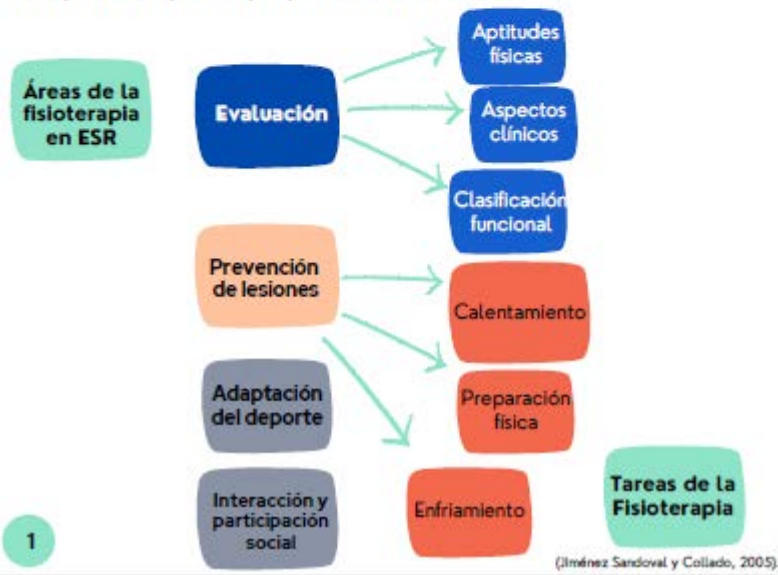 Áreas de la
fisioterapia
en ESR
Evaluación
Aptitudes
físicas
Aspectos
clínicos
Clasificación
funcional
Prevención
de lesiones
Calentamiento
Preparación
física
Enfriamiento
Adaptación
del deporte
Interacción y
participación
social
Tareas de la
Fisioterapia
1
(Jiménez Sandoval y Collado, 2005)